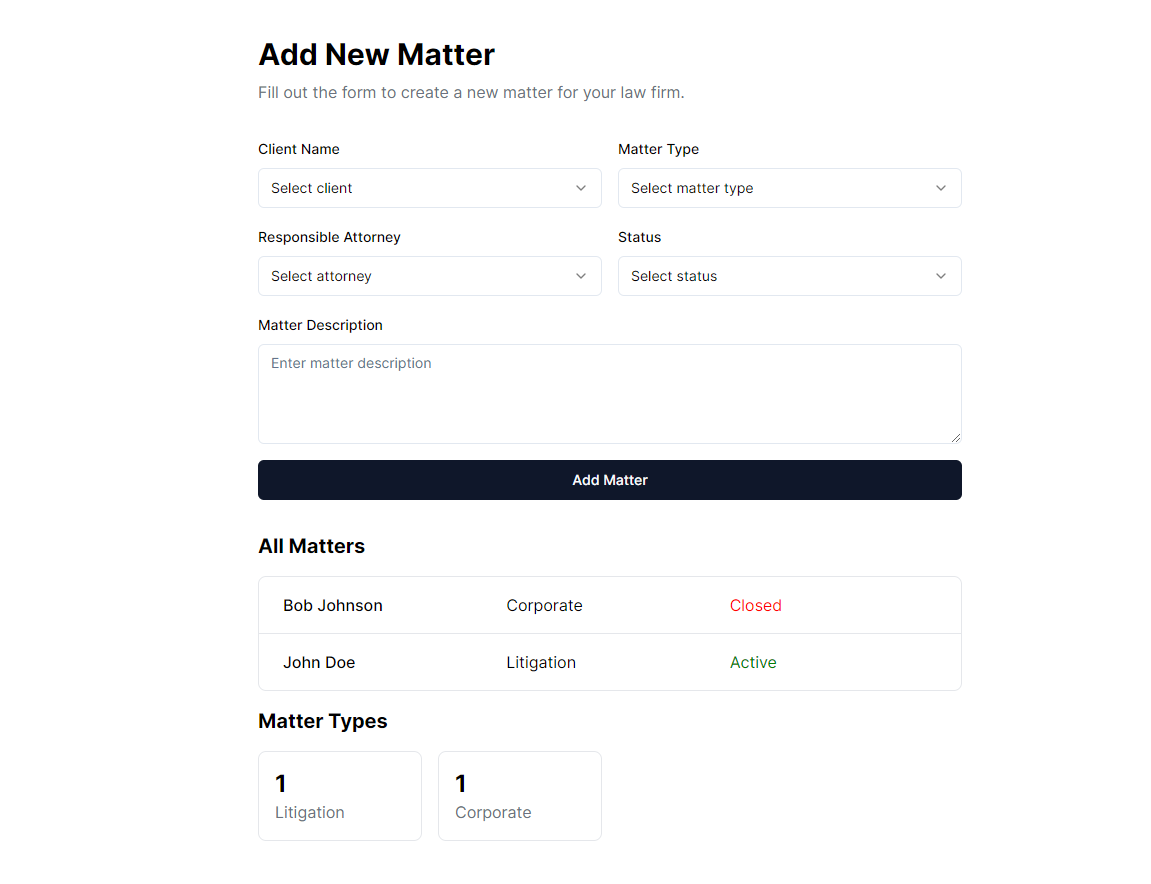 Add New Matter
Fill out the form to create a new matter for your law firm.
Client Name
Matter Type
Select client
Select matter type
Responsible Attorney
Status
Select attorney
Select status
Matter Description
Enter matter description
Add Matter
All Matters
Bob Johnson Corporate Closed
John Doe Litigation Active
Matter Types
1
Litigation
1
Corporate